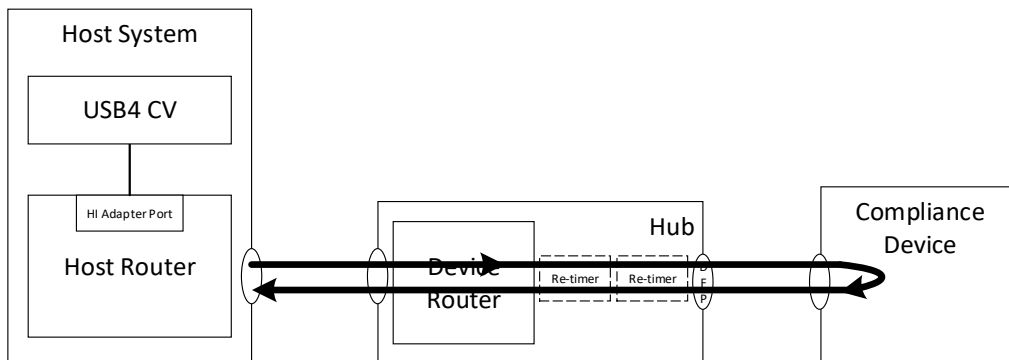 Host System
USB4 CV
HI Adapter Port
Host Router
Hub
Device
Router
Re-timer
Re-timer
D
F
P
Compliance
Device